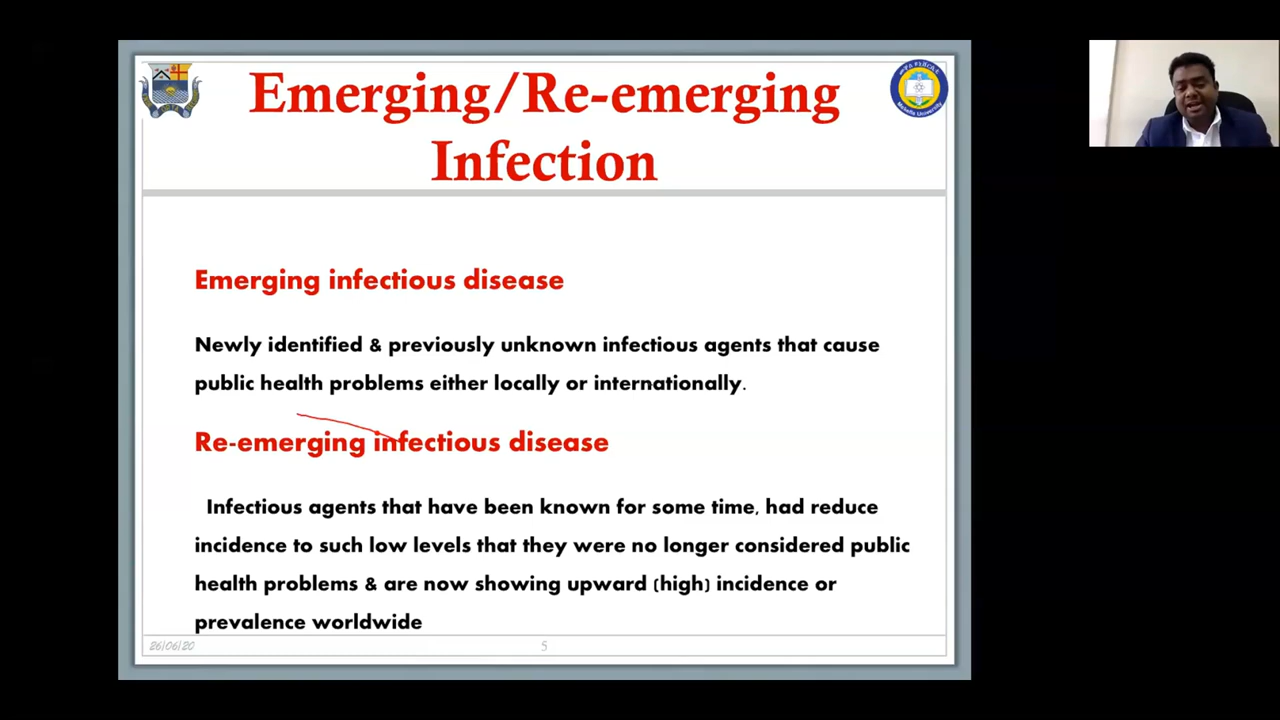 Emerging/Re-emerging
Infection
Emerging infectious disease
Newly identified & previously unknown infectious agents that cause
public health problems either locally or internationally.
Re-emerging infectious disease
Infectious agents that have been known for some time, had reduce
incidence to such low levels that they were no longer considered public
health problems & are now showing upward (high) incidence or
prevalence worldwide
26/06/20
5